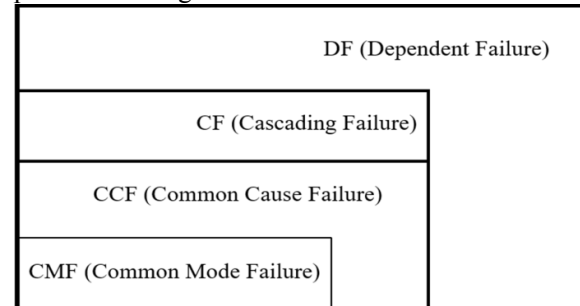 DF (Dependent Failure)
CF (Cascading Failure)
CCF (Common Cause Failure)
CMF (Common Mode Failure)